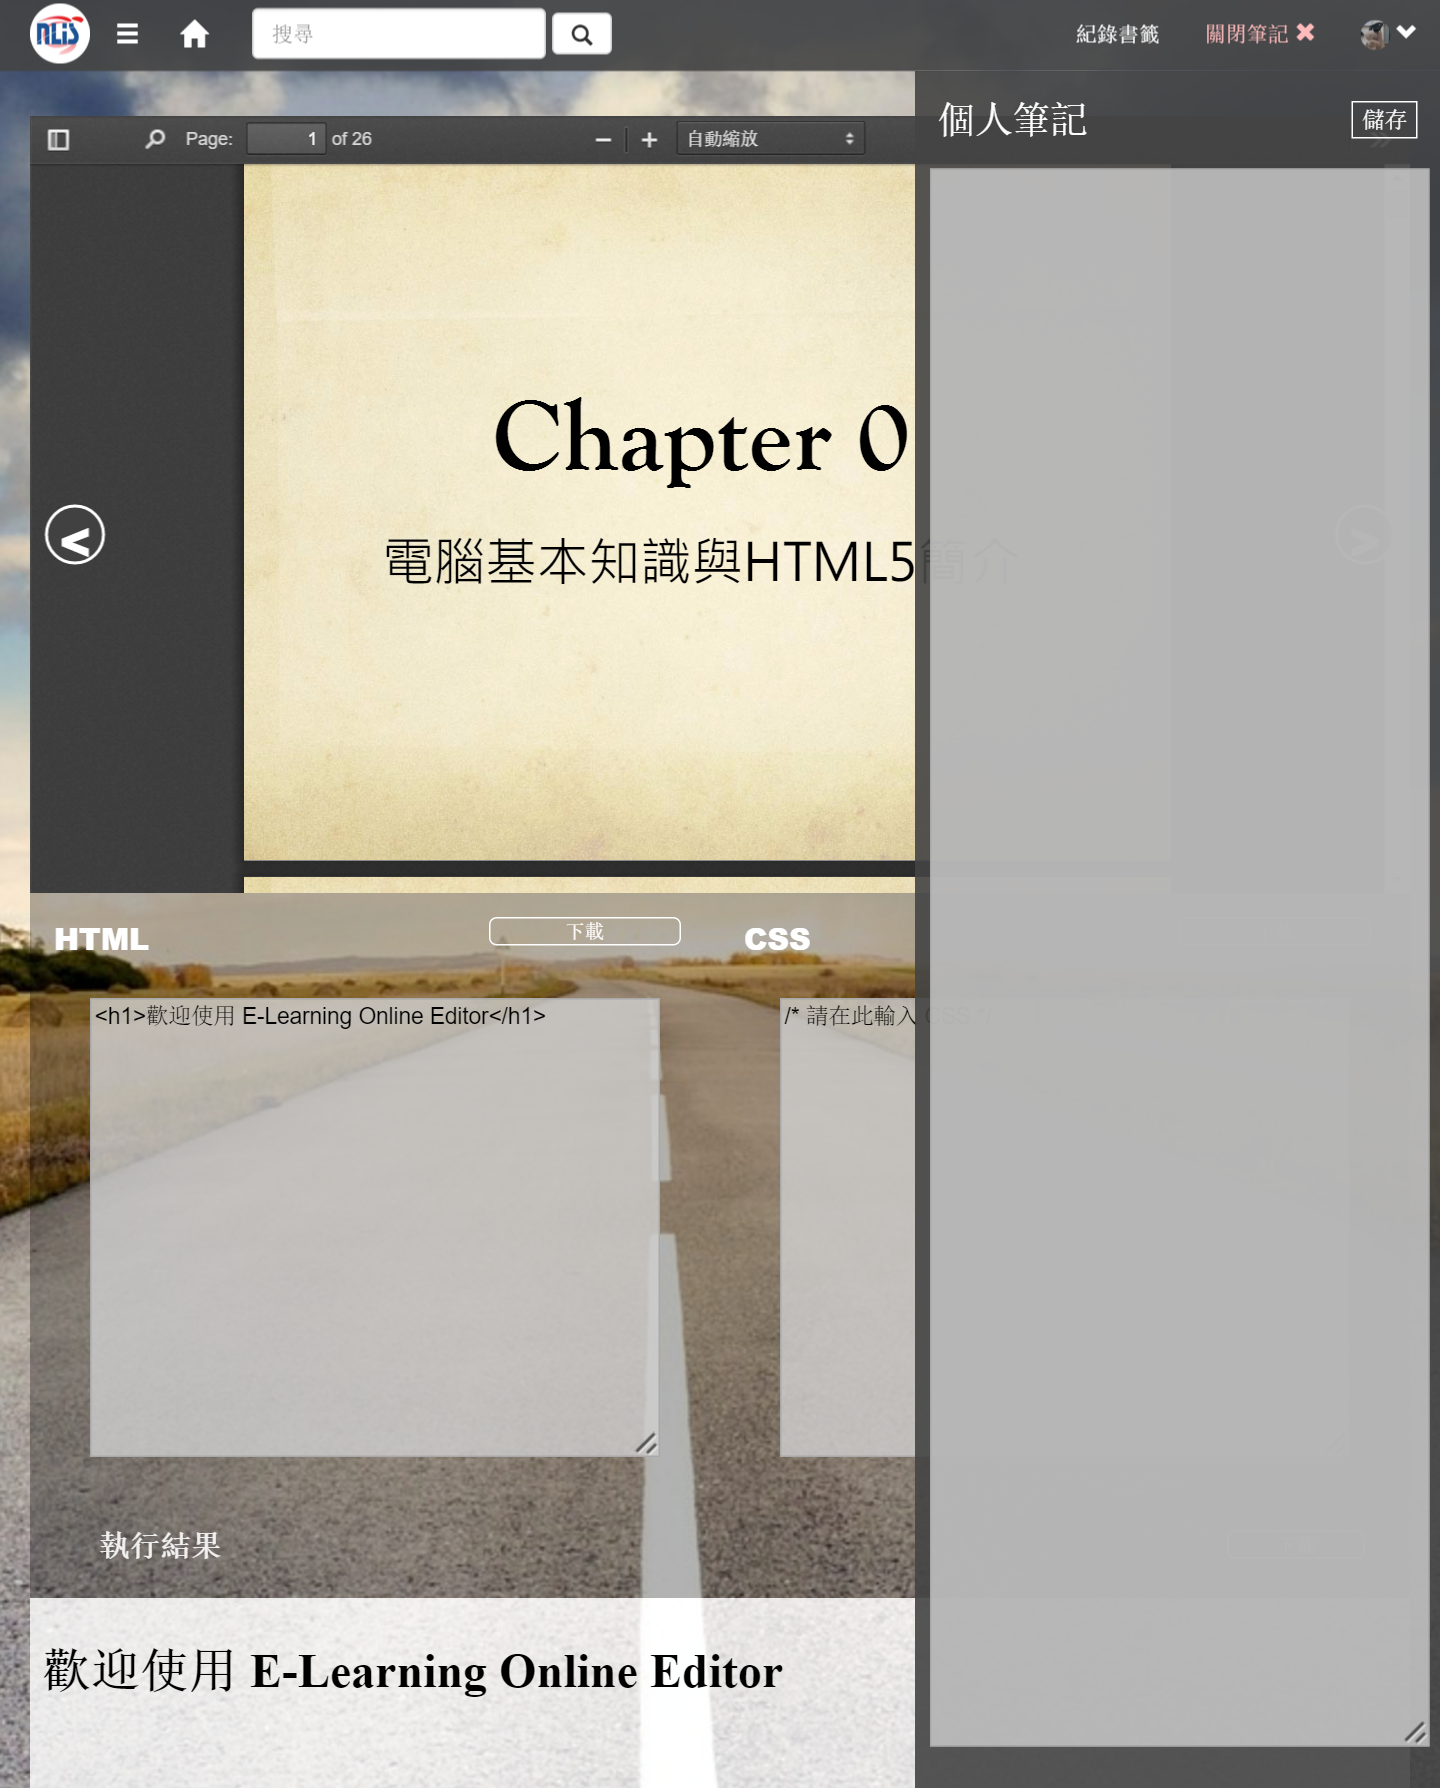 NLiS
搜尋
紀錄書籤
關閉筆記
個人筆記
儲存
Page: 1 of 26
自動縮放
Chapter 0
電腦基本知識與HTML5簡介
HTML
下載
CSS
<h1>歡迎使用 E-Learning Online Editor</h1>
/* 請在此輸入 CSS */
執行結果
歡迎使用 E-Learning Online Editor